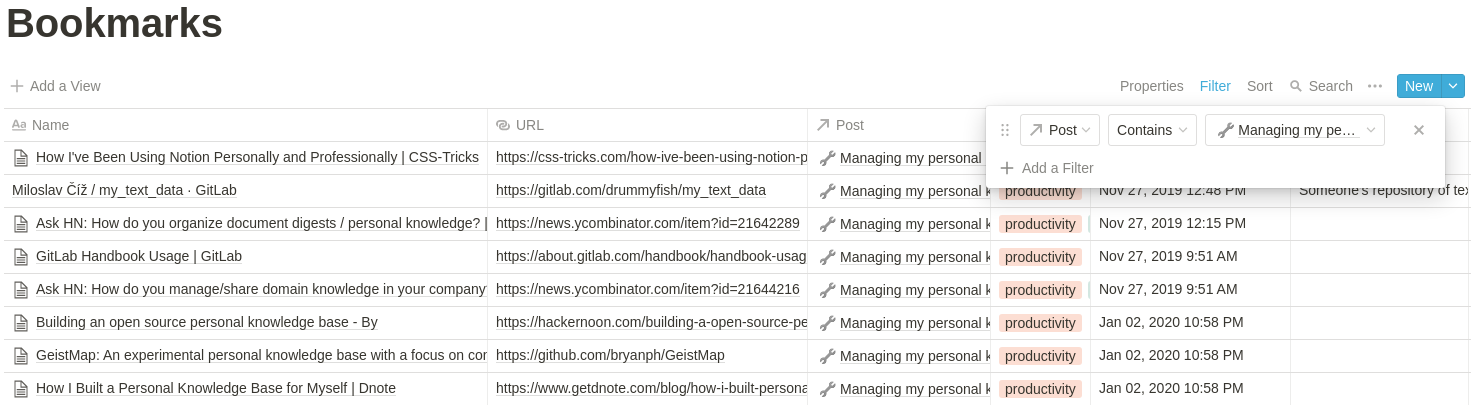 Bookmarks
Add a View Properties Filter Sort Search New
Aa Name URL Post
Post Contains Managing my pe…
Add a Filter
How I've Been Using Notion Personally and Professionally | CSS-Tricks https://css-tricks.com/how-ive-been-using-notion-p Managing my personal
Miloslav Číž / my_text_data · GitLab https://gitlab.com/drummyfish/my_text_data Managing my personal k productivity Nov 27, 2019 12:48 PM Someone's repository of tex
Ask HN: How do you organize document digests / personal knowledge? | https://news.ycombinator.com/item?id=21642289 Managing my personal k productivity Nov 27, 2019 12:15 PM
GitLab Handbook Usage | GitLab https://about.gitlab.com/handbook/handbook-usag Managing my personal k productivity Nov 27, 2019 9:51 AM
Ask HN: How do you manage/share domain knowledge in your company https://news.ycombinator.com/item?id=21644216 Managing my personal k productivity Nov 27, 2019 9:51 AM
Building an open source personal knowledge base - By https://hackernoon.com/building-a-open-source-pe Managing my personal k productivity Jan 02, 2020 10:58 PM
GeistMap: An experimental personal knowledge base with a focus on con https://github.com/bryanph/GeistMap Managing my personal k productivity Jan 02, 2020 10:58 PM
How I Built a Personal Knowledge Base for Myself | Dnote https://www.getdnote.com/blog/how-i-built-persona Managing my personal k productivity Jan 02, 2020 10:58 PM